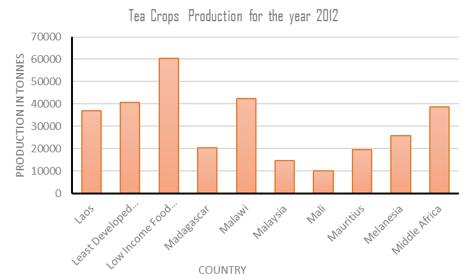 Tea Crops Production for the year 2012
PRODUCTION IN TONNES
70000
60000
50000
40000
30000
20000
10000
0
Laos
Least Developed...
Low Income Food...
Madagascar
Malawi
Malaysia
Mali
Mauritius
Melanesia
Middle Africa
COUNTRY